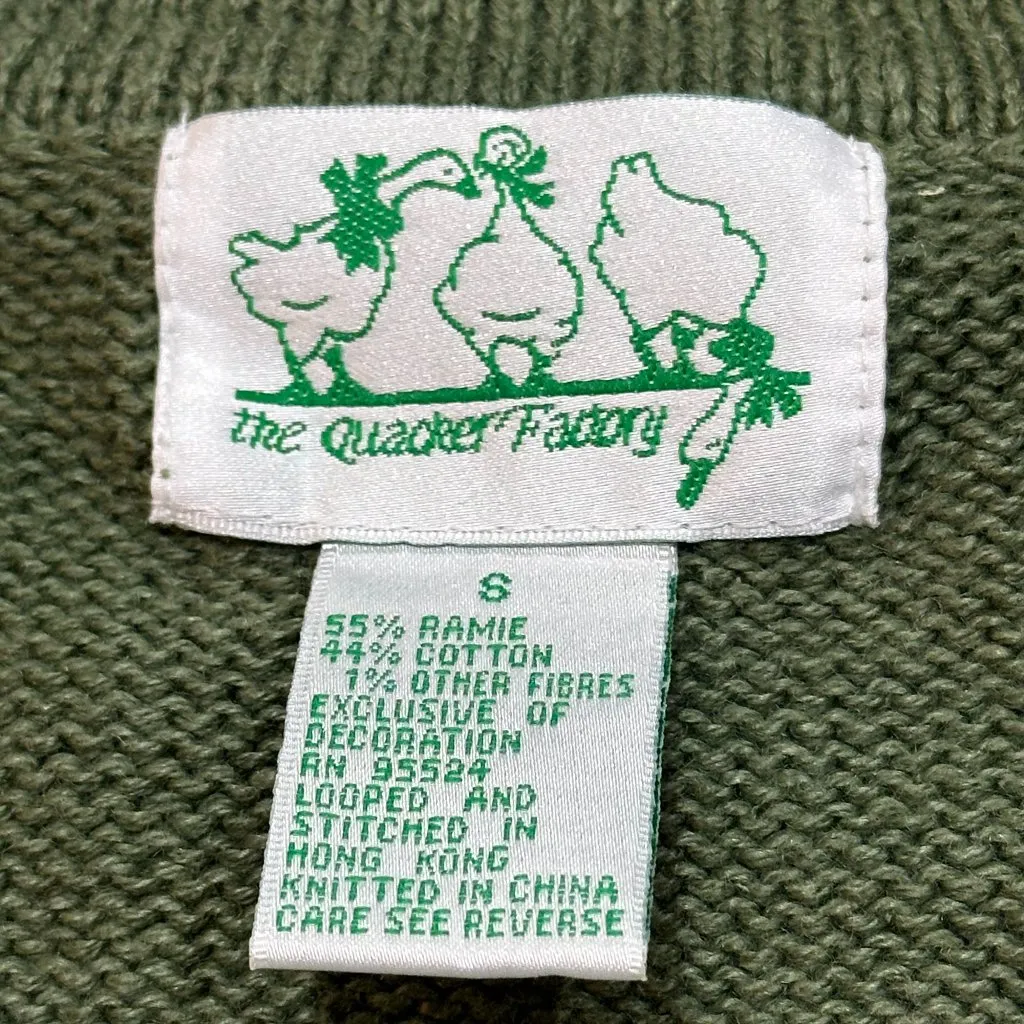 the Quacker Factory
S
55% RAMIE
44% COTTON
1% OTHER FIBRES
EXCLUSIVE OF
DECORATION
RN 95524
LOOPED AND
STITCHED IN
HONG KONG
KNITTED IN CHINA
CARE SEE REVERSE